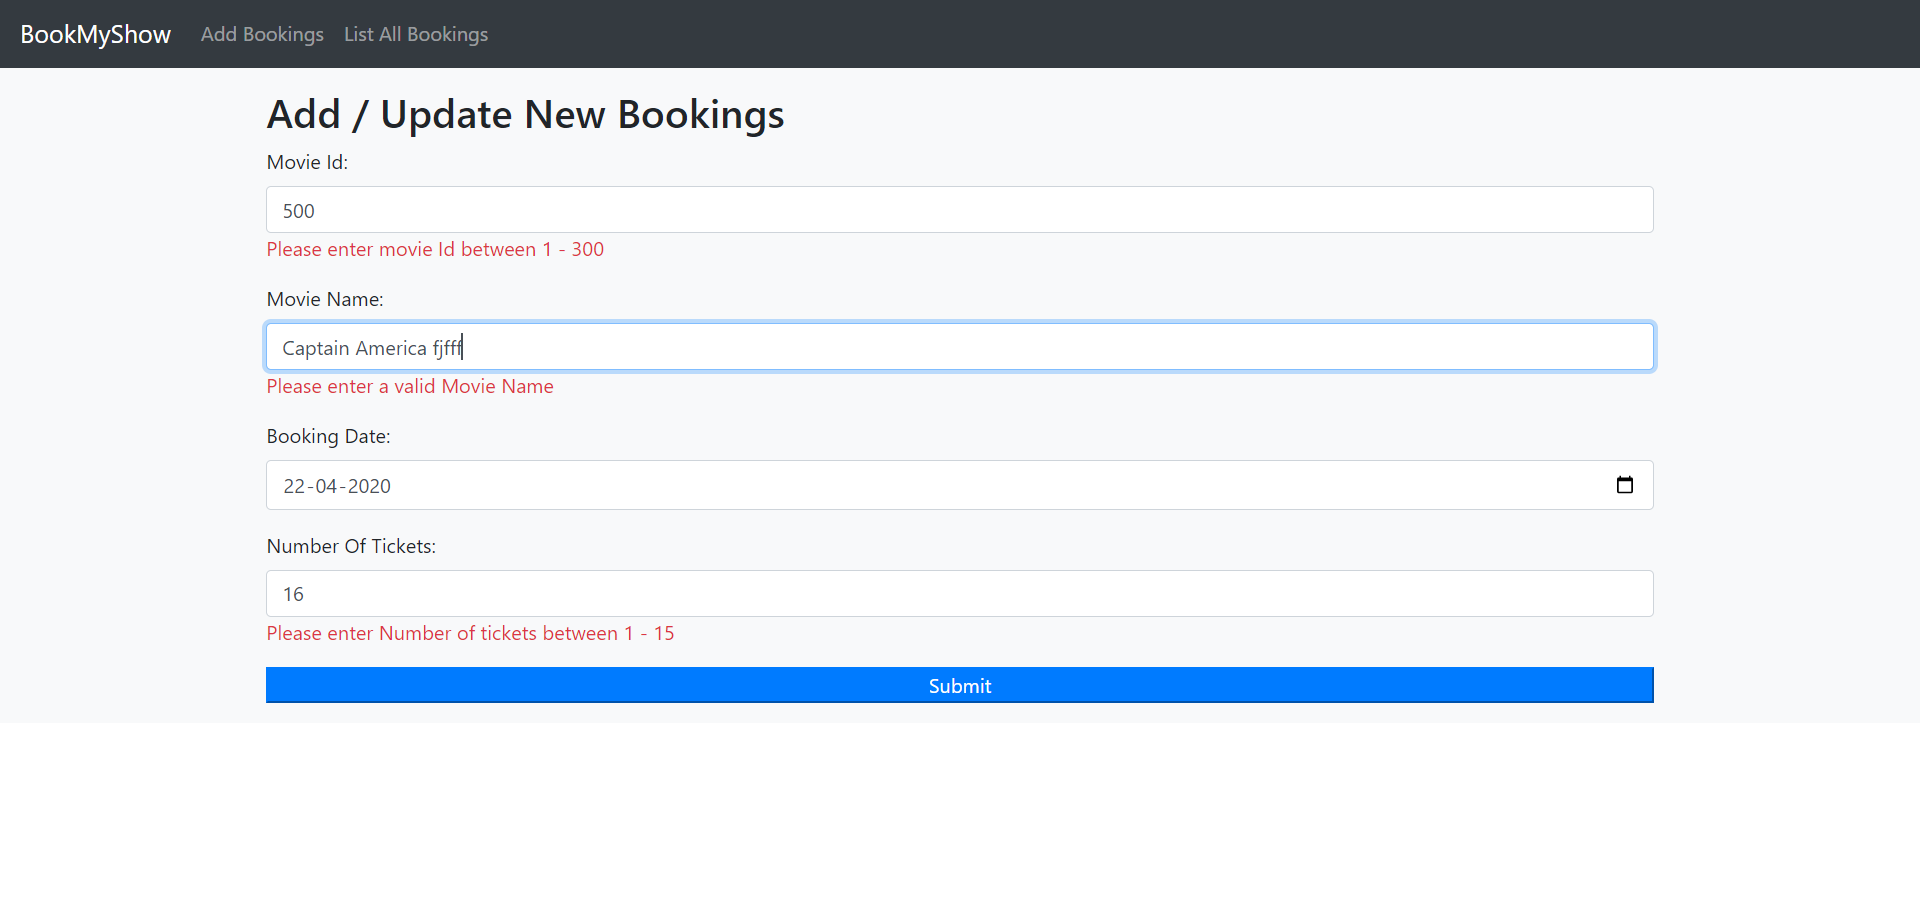 BookMyShow Add Bookings List All Bookings
Add / Update New Bookings
Movie Id:
500
Please enter movie Id between 1 - 300
Movie Name:
Captain America fjfff
Please enter a valid Movie Name
Booking Date:
22-04-2020
Number Of Tickets:
16
Please enter Number of tickets between 1 - 15
Submit